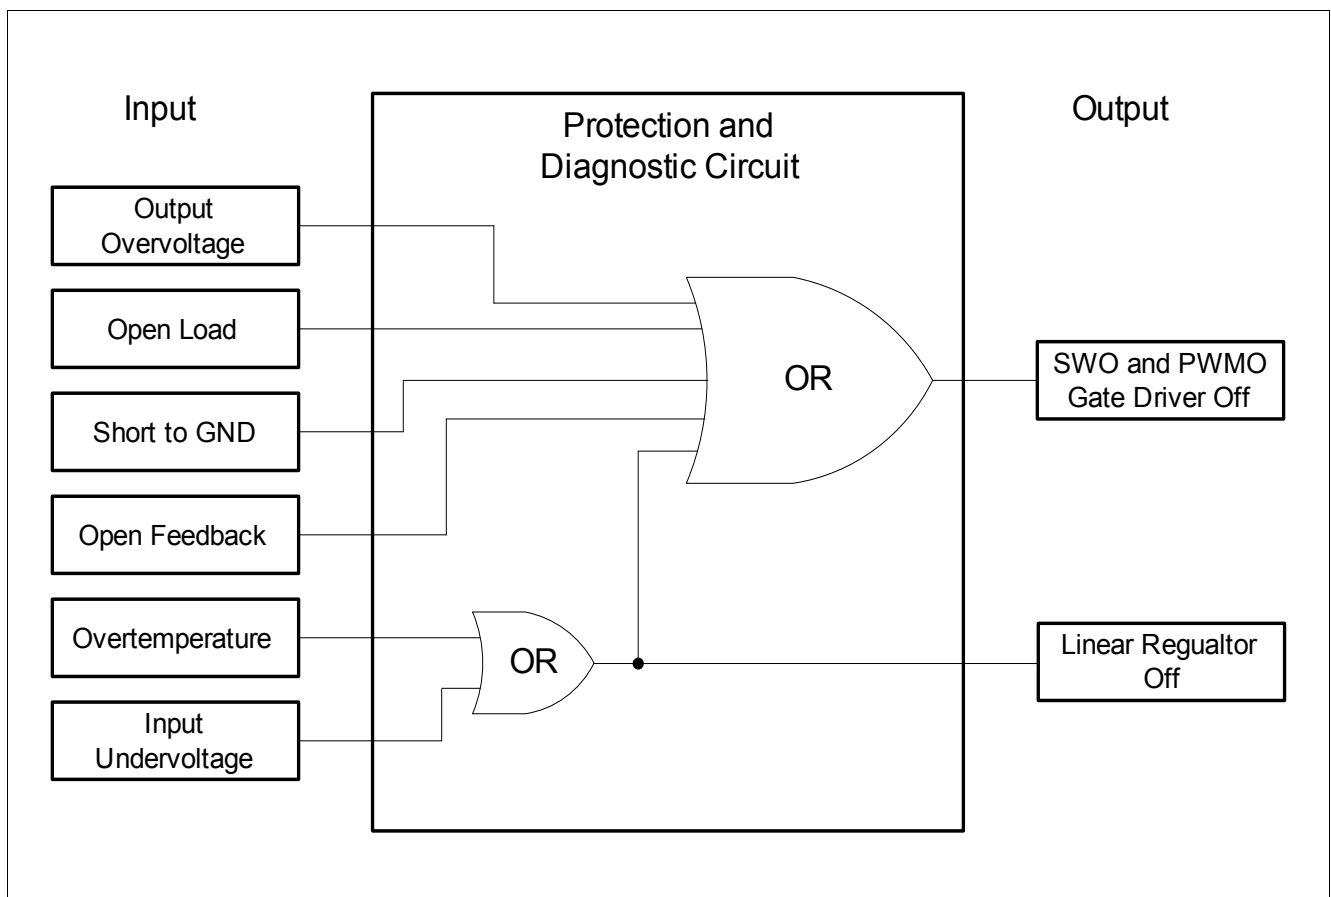 Input
Protection and
Diagnostic Circuit
Output
Output
Overvoltage
Open Load
Short to GND
Open Feedback
Overtemperature
Input
Undervoltage
OR
OR
SWO and PWMO
Gate Driver Off
Linear Regualtor
Off